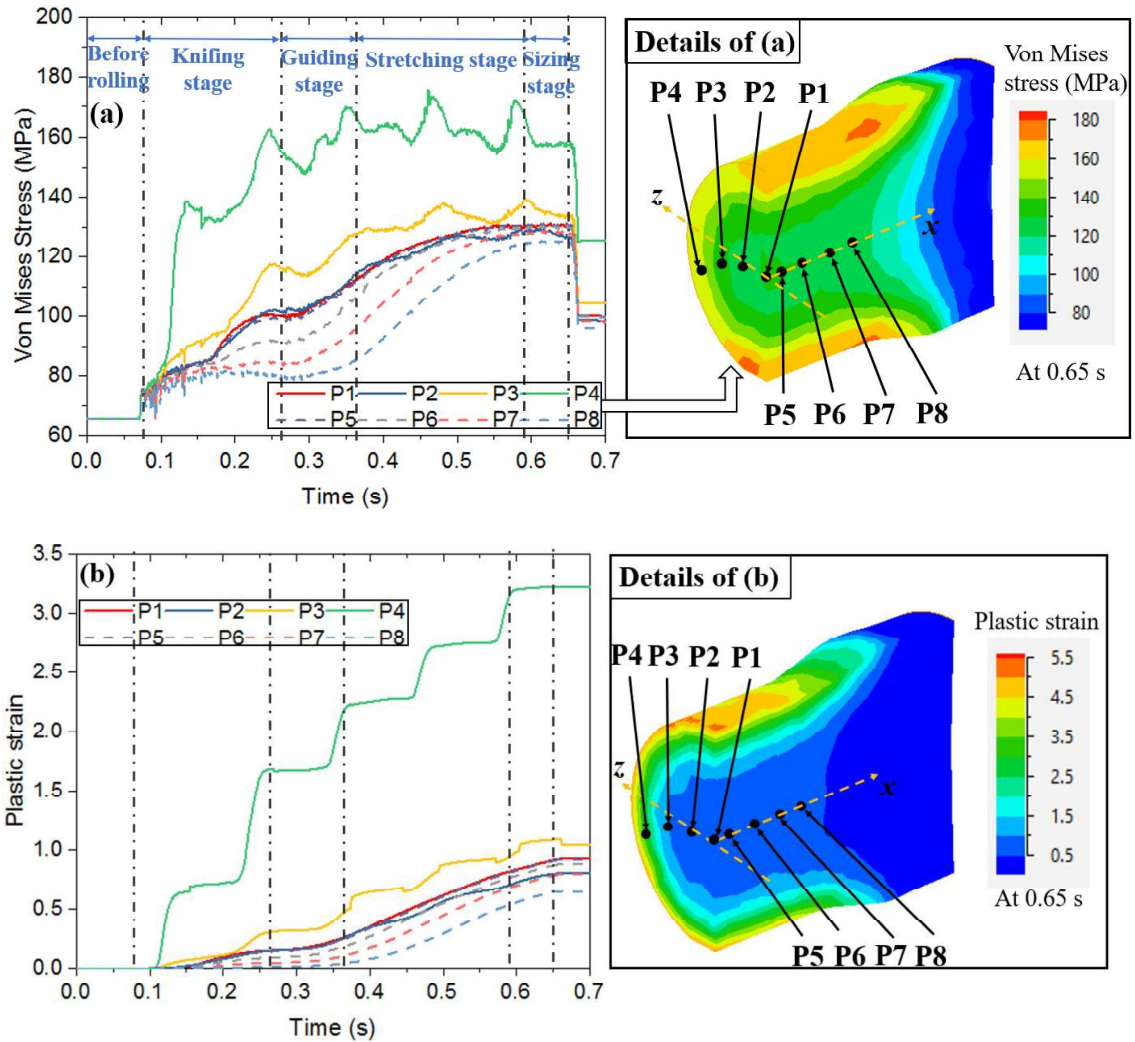 200
180
160
140
120
100
80
60
Von Mises Stress (MPa)
Before
rolling
Knifing
stage
Guiding
stage
Stretching stage
Sizing
stage
(a)
P1 P2 P3 P4
P5 P6 P7 P8
0.0 0.1 0.2 0.3 0.4 0.5 0.6 0.7
Time (s)
Details of (a)
P4 P3 P2 P1
z
x
P5 P6 P7 P8
Von Mises
stress (MPa)
180
160
140
120
100
80
At 0.65 s
3.5
3.0
2.5
2.0
1.5
1.0
0.5
0.0
Plastic strain
(b)
P1 P2 P3 P4
P5 P6 P7 P8
0.0 0.1 0.2 0.3 0.4 0.5 0.6 0.7
Time (s)
Details of (b)
P4 P3 P2 P1
z
x
P5 P6 P7 P8
Plastic strain
5.5
4.5
3.5
2.5
1.5
0.5
At 0.65 s